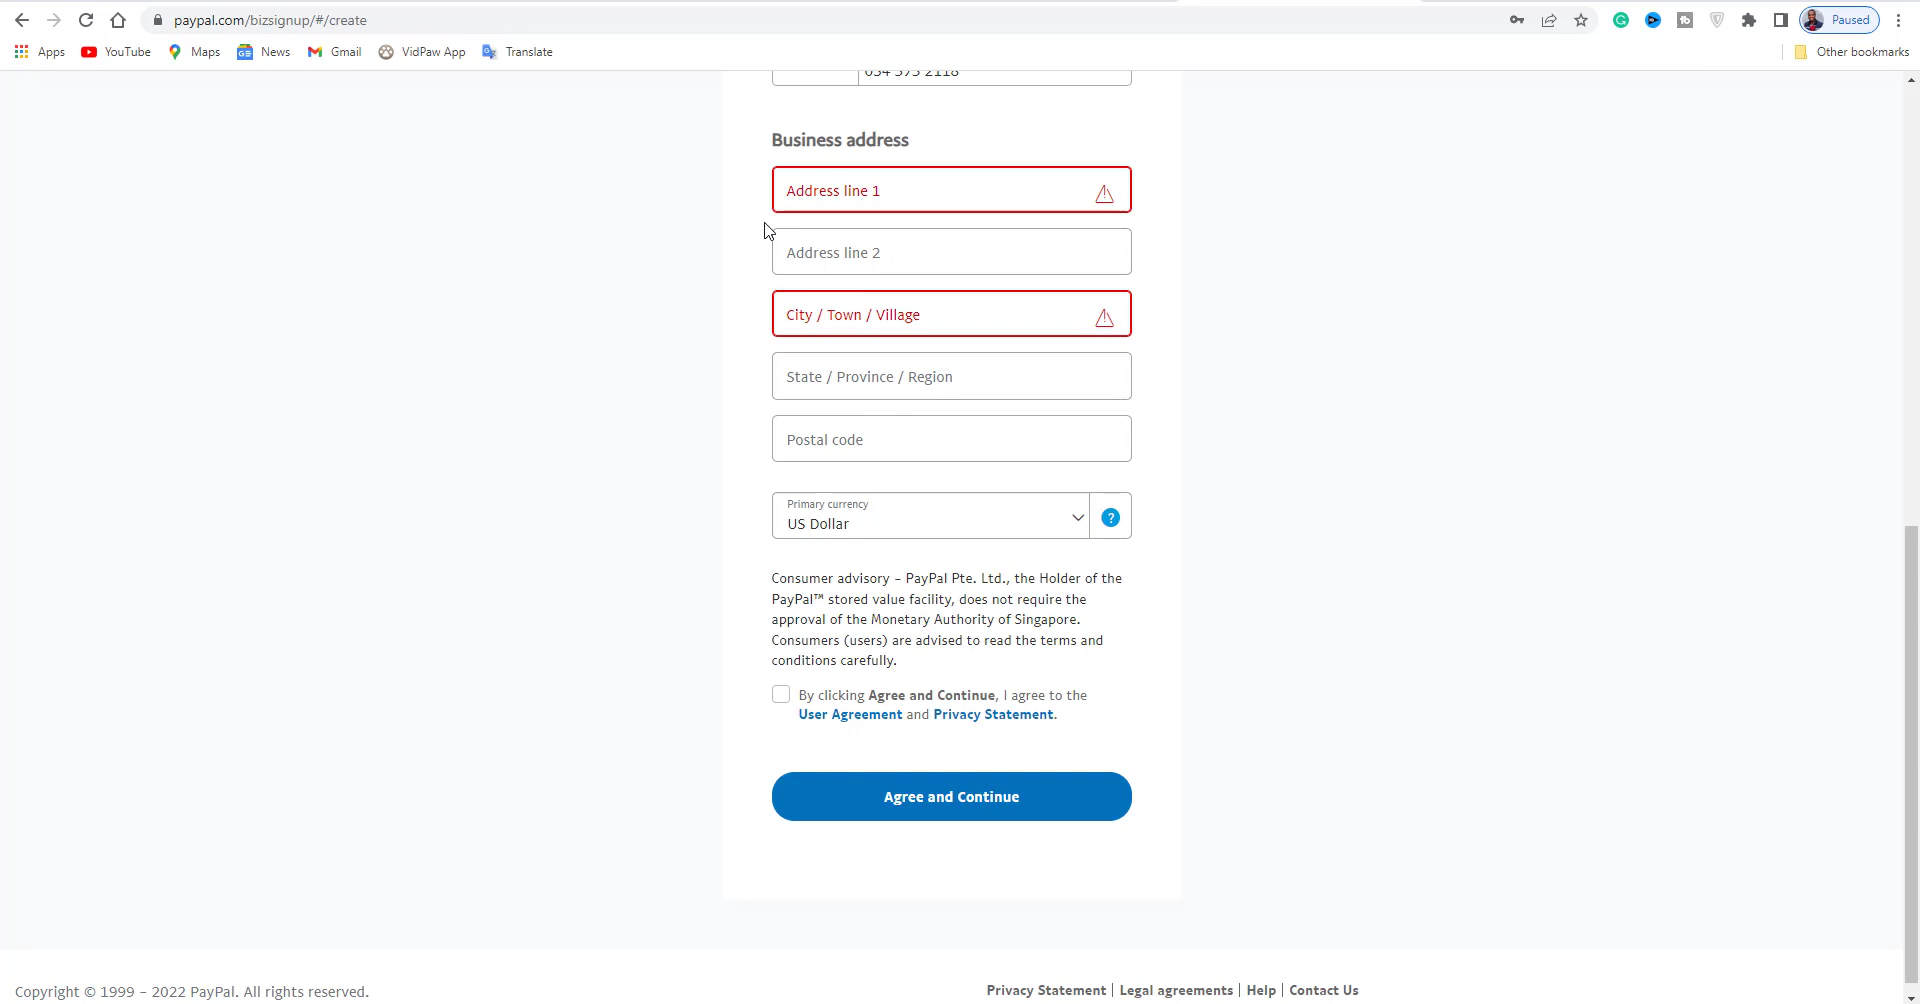 paypal.com/bizsignup/#/create
Paused
Apps YouTube Maps News Gmail VidPaw App Translate Other bookmarks
034 393 2118
Business address
Address line 1
Address line 2
City / Town / Village
State / Province / Region
Postal code
Primary currency
US Dollar
?
Consumer advisory – PayPal Pte. Ltd., the Holder of the
PayPal™ stored value facility, does not require the
approval of the Monetary Authority of Singapore.
Consumers (users) are advised to read the terms and
conditions carefully.
By clicking Agree and Continue, I agree to the
User Agreement and Privacy Statement.
Agree and Continue
Copyright © 1999 – 2022 PayPal. All rights reserved.
Privacy Statement | Legal agreements | Help | Contact Us